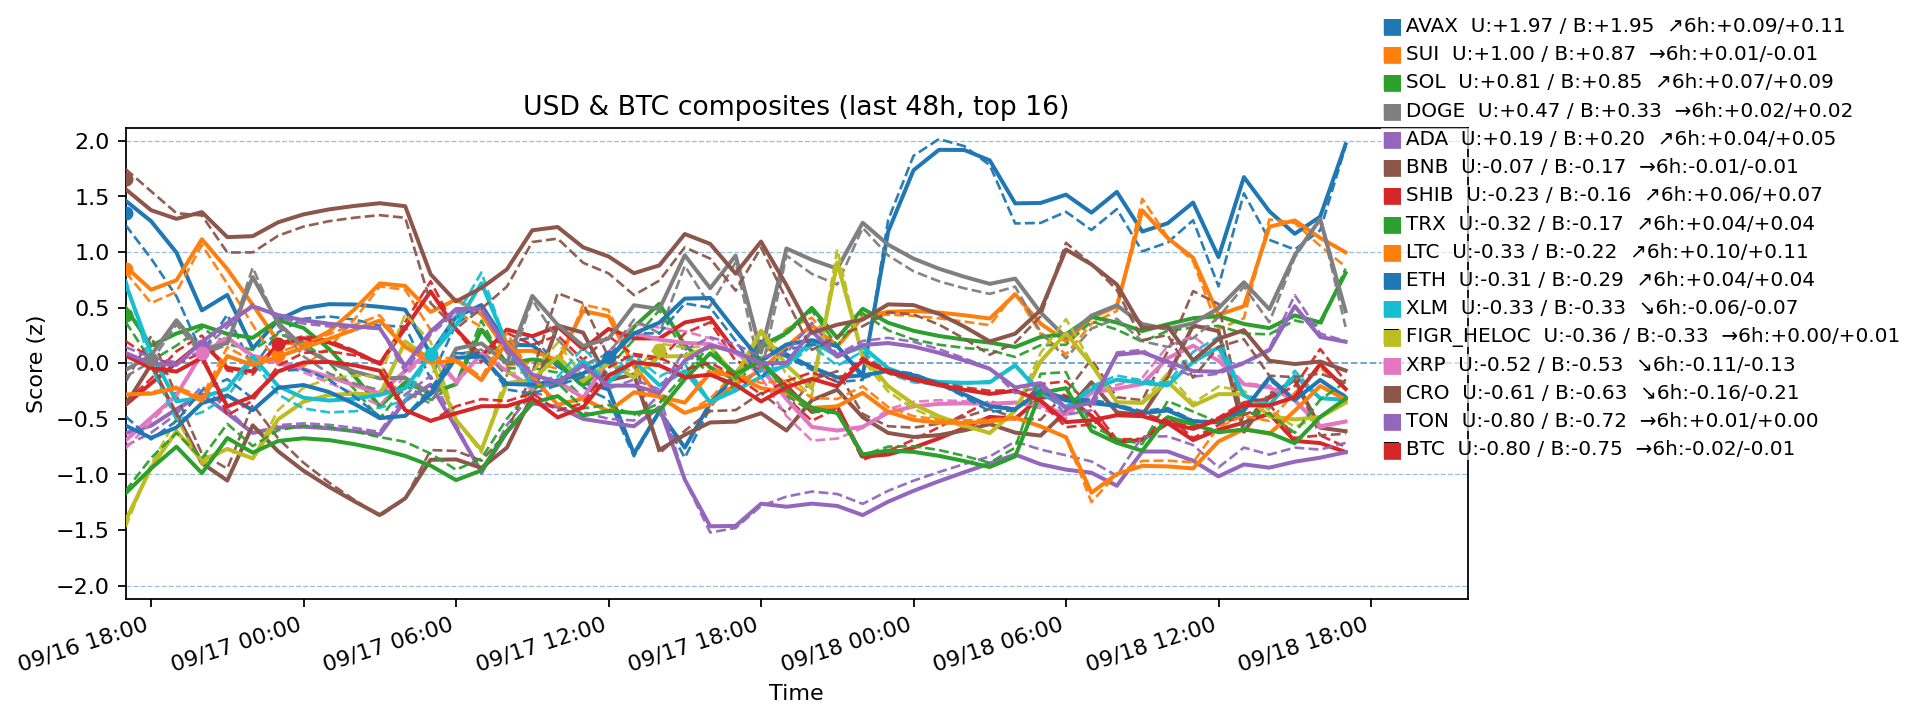 AVAX  U:+1.97 / B:+1.95  ↗6h:+0.09/+0.11
SUI  U:+1.00 / B:+0.87  →6h:+0.01/-0.01
SOL  U:+0.81 / B:+0.85  ↗6h:+0.07/+0.09
DOGE  U:+0.47 / B:+0.33  →6h:+0.02/+0.02
ADA  U:+0.19 / B:+0.20  ↗6h:+0.04/+0.05
BNB  U:-0.07 / B:-0.17  →6h:-0.01/-0.01
SHIB  U:-0.23 / B:-0.16  ↗6h:+0.06/+0.07
TRX  U:-0.32 / B:-0.17  ↗6h:+0.04/+0.04
LTC  U:-0.33 / B:-0.22  ↗6h:+0.10/+0.11
ETH  U:-0.31 / B:-0.29  ↗6h:+0.04/+0.04
XLM  U:-0.33 / B:-0.33  ↘6h:-0.06/-0.07
FIGR_HELOC  U:-0.36 / B:-0.33  →6h:+0.00/+0.01
XRP  U:-0.52 / B:-0.53  ↘6h:-0.11/-0.13
CRO  U:-0.61 / B:-0.63  ↘6h:-0.16/-0.21
TON  U:-0.80 / B:-0.72  →6h:+0.01/+0.00
BTC  U:-0.80 / B:-0.75  →6h:-0.02/-0.01
USD & BTC composites (last 48h, top 16)
Score (z)
2.0
1.5
1.0
0.5
0.0
−0.5
−1.0
−1.5
−2.0
09/16 18:00
09/17 00:00
09/17 06:00
09/17 12:00
09/17 18:00
09/18 00:00
09/18 06:00
09/18 12:00
09/18 18:00
Time